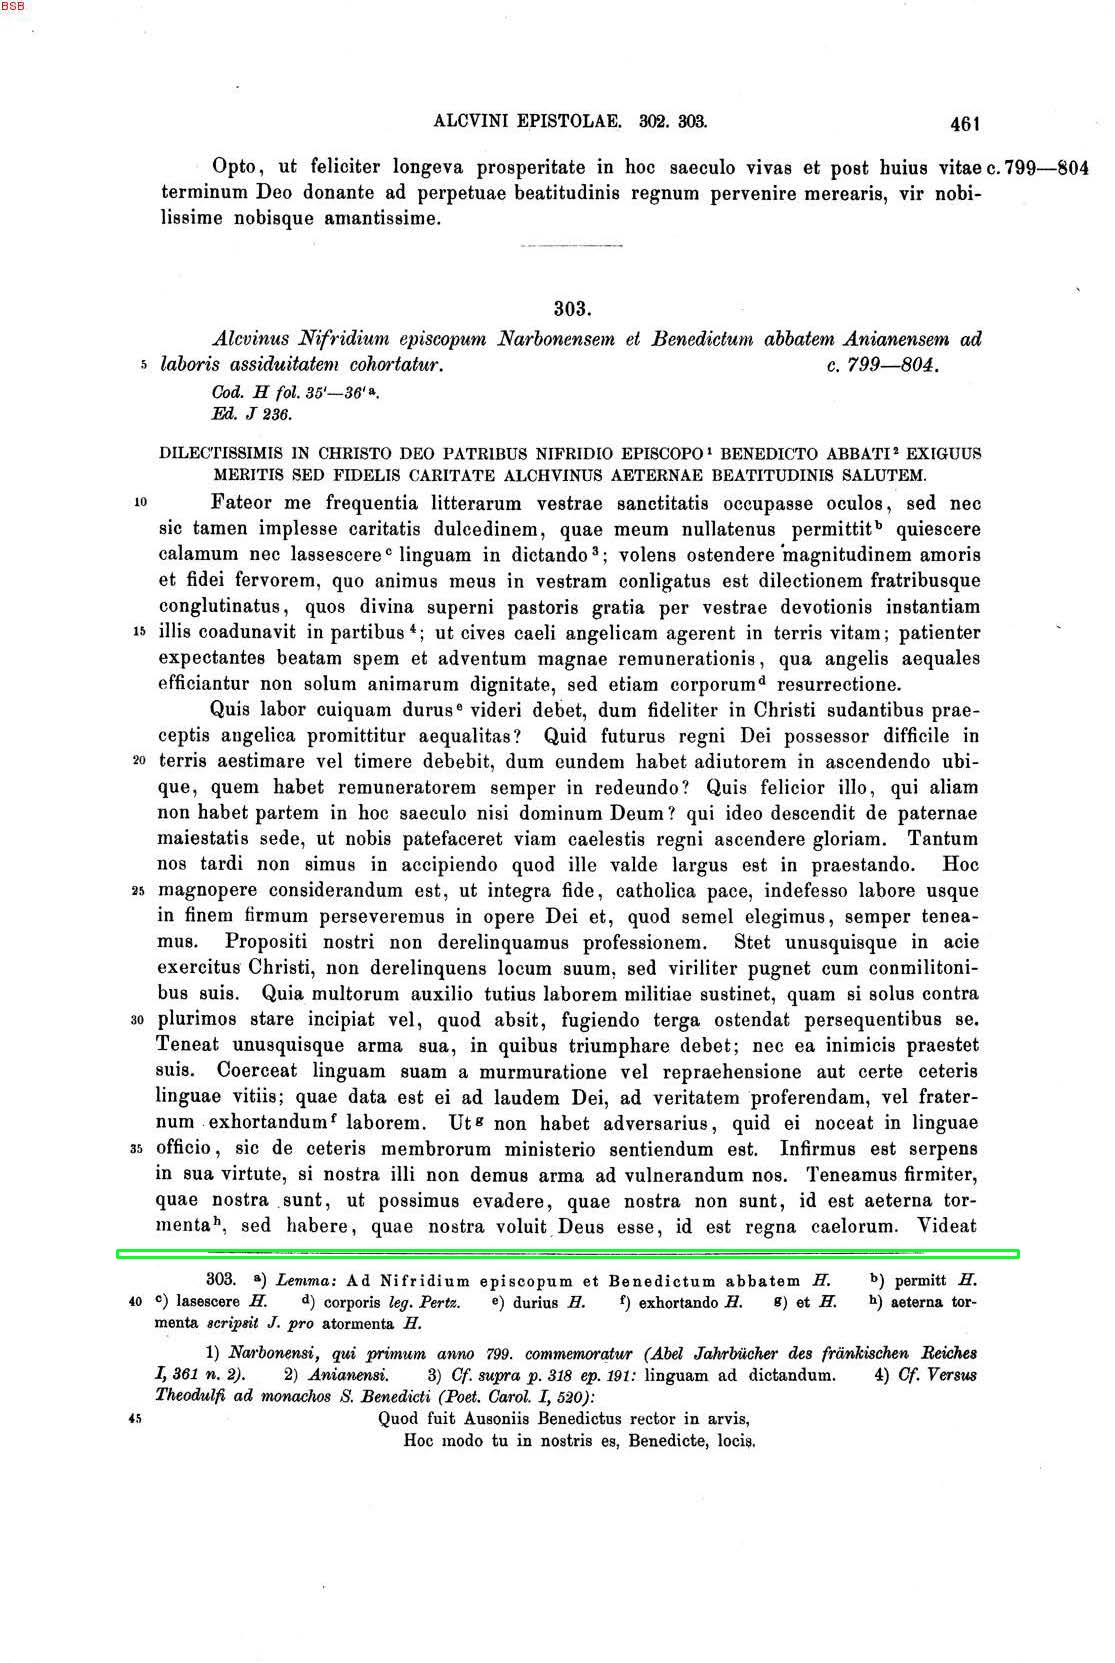 BSB
ALCVINI EPISTOLAE. 302. 303. 461
Opto, ut feliciter longeva prosperitate in hoc saeculo vivas et post huius vitae c. 799—804
terminum Deo donante ad perpetuae beatitudinis regnum pervenire merearis, vir nobi-
lissime nobisque amantissime.
303.
Alcvinus Nifridium episcopum Narbonensem et Benedictum abbatem Anianensem ad
5 laboris assiduitatem cohortatur. c. 799—804.
Cod. H fol. 35'—36' a.
Ed. J 236.
DILECTISSIMIS IN CHRISTO DEO PATRIBUS NIFRIDIO EPISCOPO 1 BENEDICTO ABBATI 2 EXIGUUS
MERITIS SED FIDELIS CARITATE ALCHVINUS AETERNAE BEATITUDINIS SALUTEM.
10 Fateor me frequentia litterarum vestrae sanctitatis occupasse oculos, sed nec
sic tamen implesse caritatis dulcedinem, quae meum nullatenus permittit b quiescere
calamum nec lassescere c linguam in dictando 3; volens ostendere magnitudinem amoris
et fidei fervorem, quo animus meus in vestram conligatus est dilectionem fratribusque
conglutinatus, quos divina superni pastoris gratia per vestrae devotionis instantiam
15 illis coadunavit in partibus 4; ut cives caeli angelicam agerent in terris vitam; patienter
expectantes beatam spem et adventum magnae remunerationis, qua angelis aequales
efficiantur non solum animarum dignitate, sed etiam corporum d resurrectione.
Quis labor cuiquam durus e videri debet, dum fideliter in Christi sudantibus prae-
ceptis angelica promittitur aequalitas? Quid futurus regni Dei possessor difficile in
20 terris aestimare vel timere debebit, dum eundem habet adiutorem in ascendendo ubi-
que, quem habet remuneratorem semper in redeundo? Quis felicior illo, qui aliam
non habet partem in hoc saeculo nisi dominum Deum? qui ideo descendit de paternae
maiestatis sede, ut nobis patefaceret viam caelestis regni ascendere gloriam. Tantum
nos tardi non simus in accipiendo quod ille valde largus est in praestando. Hoc
25 magnopere considerandum est, ut integra fide, catholica pace, indefesso labore usque
in finem firmum perseveremus in opere Dei et, quod semel elegimus, semper tenea-
mus. Propositi nostri non derelinquamus professionem. Stet unusquisque in acie
exercitus Christi, non derelinquens locum suum, sed viriliter pugnet cum conmilitoni-
bus suis. Quia multorum auxilio tutius laborem militiae sustinet, quam si solus contra
30 plurimos stare incipiat vel, quod absit, fugiendo terga ostendat persequentibus se.
Teneat unusquisque arma sua, in quibus triumphare debet; nec ea inimicis praestet
suis. Coerceat linguam suam a murmuratione vel repraehensione aut certe ceteris
linguae vitiis; quae data est ei ad laudem Dei, ad veritatem proferendam, vel frater-
num exhortandum f laborem. Ut g non habet adversarius, quid ei noceat in linguae
35 officio, sic de ceteris membrorum ministerio sentiendum est. Infirmus est serpens
in sua virtute, si nostra illi non demus arma ad vulnerandum nos. Teneamus firmiter,
quae nostra sunt, ut possimus evadere, quae nostra non sunt, id est aeterna tor-
menta h, sed habere, quae nostra voluit Deus esse, id est regna caelorum. Videat
303. a) Lemma: Ad Nifridium episcopum et Benedictum abbatem H. b) permitt H.
40 c) lasescere H. d) corporis leg. Pertz. e) durius H. f) exhortando H. g) et H. h) aeterna tor-
menta scripsit J. pro atormenta H.
1) Narbonensi, qui primum anno 799. commemoratur (Abel Jahrbücher des fränkischen Reiches
I, 361 n. 2). 2) Anianensi. 3) Cf. supra p. 318 ep. 191: linguam ad dictandum. 4) Cf. Versus
Theodulfi ad monachos S. Benedicti (Poet. Carol. I, 520):
45 Quod fuit Ausoniis Benedictus rector in arvis,
Hoc modo tu in nostris es, Benedicte, locis.